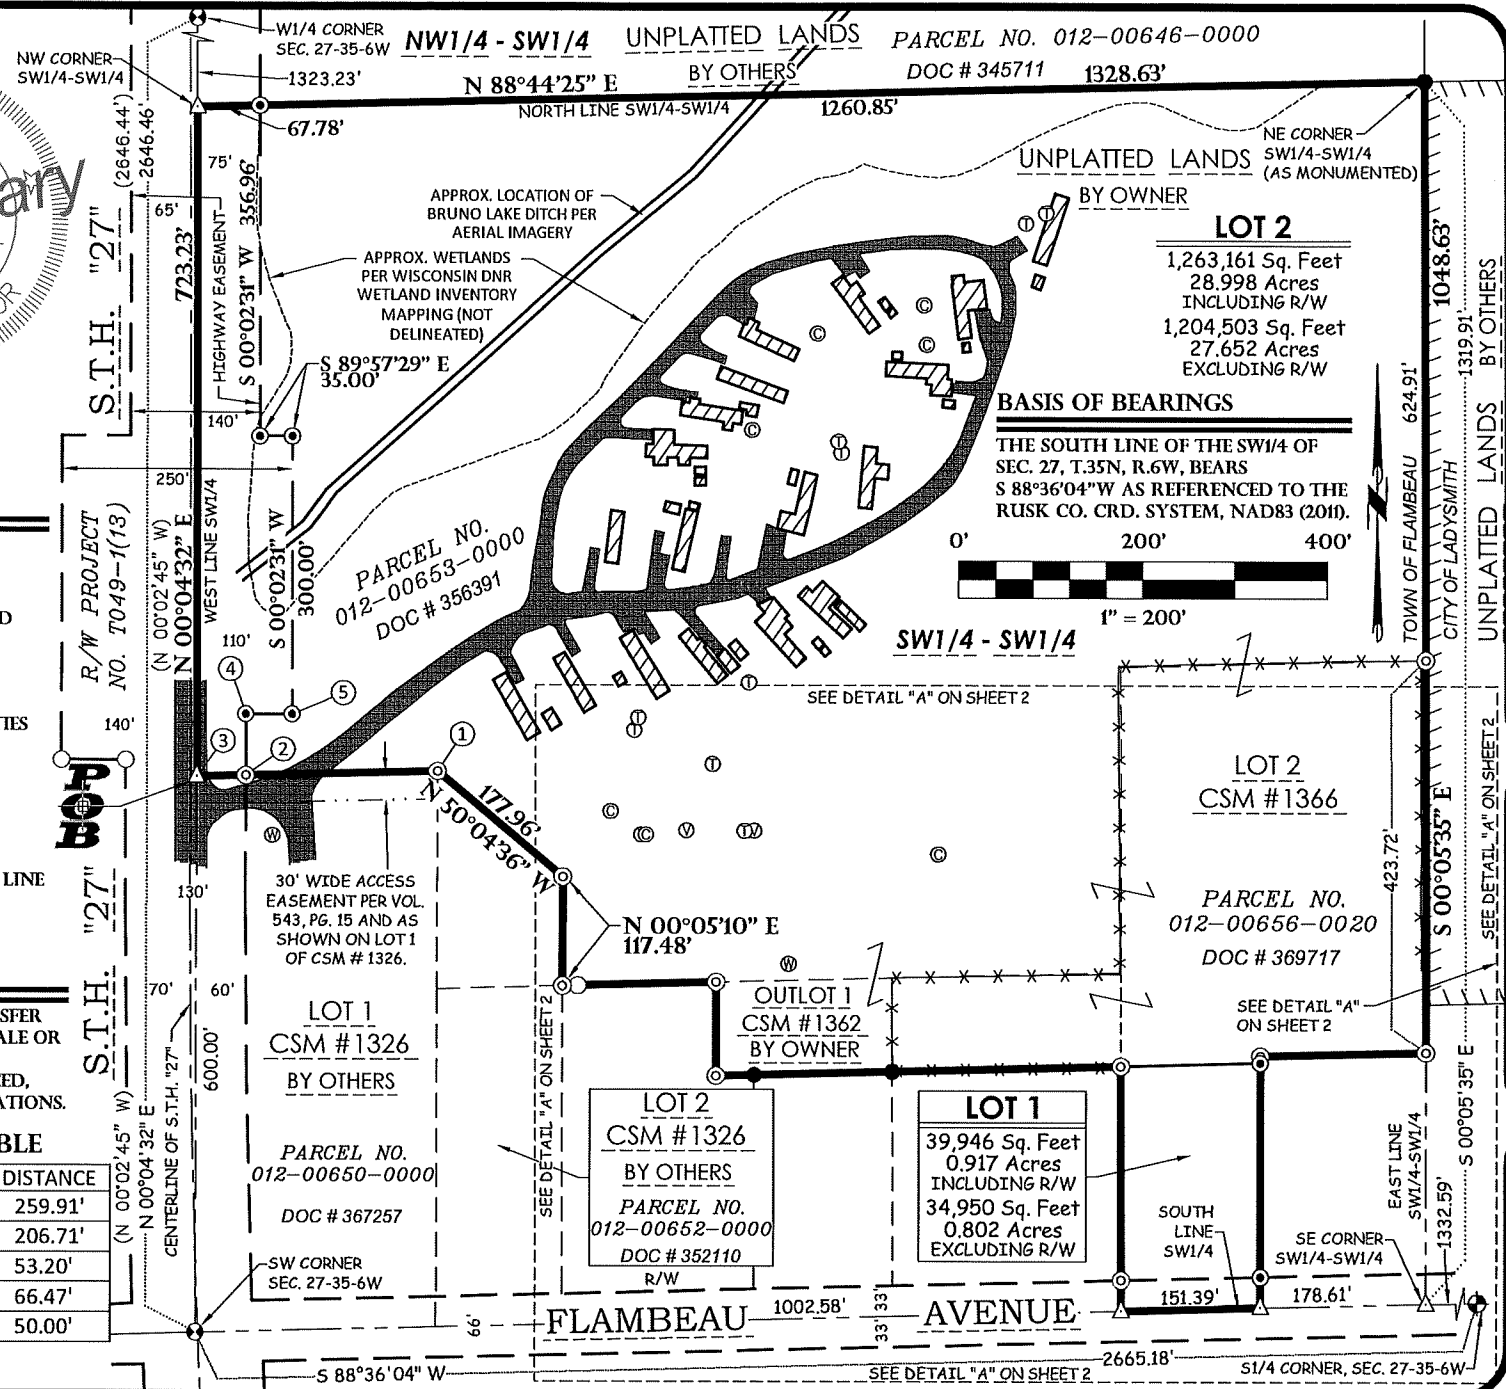 W1/4 CORNER
SEC. 27-35-6W
NW1/4 - SW1/4
UNPLATTED LANDS
BY OTHERS
PARCEL NO. 012-00646-0000
DOC # 345711
NW CORNER
SW1/4-SW1/4
1323.23'
N 88°44'25" E
1328.63'
NORTH LINE SW1/4-SW1/4
1260.85'
67.78'
(2646.44')
2646.46'
75'
65'
NE CORNER
SW1/4-SW1/4
(AS MONUMENTED)
UNPLATTED LANDS
BY OWNER
APPROX. LOCATION OF
BRUNO LAKE DITCH PER
AERIAL IMAGERY
APPROX. WETLANDS
PER WISCONSIN DNR
WETLAND INVENTORY
MAPPING (NOT
DELINEATED)
LOT 2
1,263,161 Sq. Feet
28.998 Acres
INCLUDING R/W
1,204,503 Sq. Feet
27.652 Acres
EXCLUDING R/W
S.T.H. "27"
723.23'
HIGHWAY EASEMENT
S 00°02'31" W 356.96'
S 89°57'29" E
35.00'
140'
1048.63'
1319.91'
624.91'
UNPLATTED LANDS BY OTHERS
BASIS OF BEARINGS
THE SOUTH LINE OF THE SW1/4 OF
SEC. 27, T.35N, R.6W, BEARS
S 88°36'04"W AS REFERENCED TO THE
RUSK CO. CRD. SYSTEM, NAD83 (2011).
0' 200' 400'
1" = 200'
TOWN OF FLAMBEAU
CITY OF LADYSMITH
250'
R/W PROJECT
NO. T049-1(13)
(N 00°02'45" W)
N 00°04'32" E
WEST LINE SW1/4
S 00°02'31" W
300.00'
PARCEL NO.
012-00653-0000
DOC # 356391
SW1/4 - SW1/4
SEE DETAIL "A" ON SHEET 2
110'
4
5
140'
3
2
1
POB
177.96'
N 50°04'36" W
LOT 2
CSM #1366
PARCEL NO.
012-00656-0020
DOC # 369717
423.72'
S 00°05'35" E
SEE DETAIL "A" ON SHEET 2
LINE
130'
30' WIDE ACCESS
EASEMENT PER VOL.
543, PG. 15 AND AS
SHOWN ON LOT 1
OF CSM # 1326.
N 00°05'10" E
117.48'
S.T.H. "27"
70'
60'
CENTERLINE OF S.T.H. "27"
600.00'
LOT 1
CSM #1326
BY OTHERS
PARCEL NO.
012-00650-0000
DOC # 367257
SEE DETAIL "A" ON SHEET 2
OUTLOT 1
CSM #1362
BY OWNER
SEE DETAIL "A"
ON SHEET 2
LOT 2
CSM #1326
BY OTHERS
PARCEL NO.
012-00652-0000
DOC # 352110
R/W
LOT 1
39,946 Sq. Feet
0.917 Acres
INCLUDING R/W
34,950 Sq. Feet
0.802 Acres
EXCLUDING R/W
SOUTH
LINE
SW1/4
EAST LINE
SW1/4-SW1/4
SE CORNER
SW1/4-SW1/4
S 00°05'35" E
1332.59'
ALE OR
BLE
DISTANCE
259.91'
206.71'
53.20'
66.47'
50.00'
(N 00°02'45" W)
N 00°04'32" E
SW CORNER
SEC. 27-35-6W
66'
FLAMBEAU AVENUE
1002.58'
33'
33'
151.39'
178.61'
S 88°36'04" W
2665.18'
SEE DETAIL "A" ON SHEET 2
S1/4 CORNER, SEC. 27-35-6W